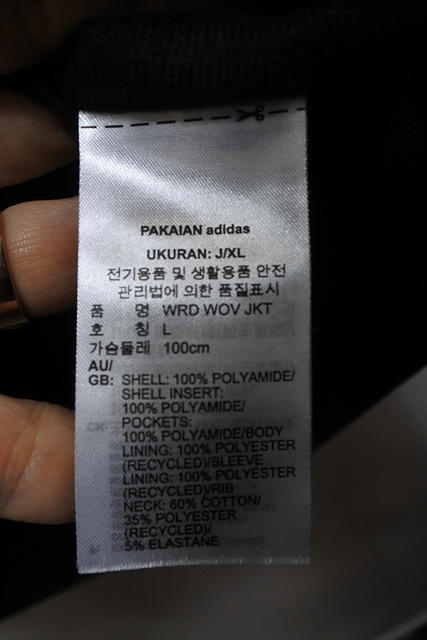 PAKAIAN adidas
UKURAN: J/XL
전기용품 및 생활용품 안전
관리법에 의한 품질표시
품 명 WRD WOV JKT
호 칭 L
가슴둘레 100cm
AU/
GB: SHELL: 100% POLYAMIDE/
SHELL INSERT:
100% POLYAMIDE/
POCKETS:
100% POLYAMIDE/BODY
LINING: 100% POLYESTER
(RECYCLED)/SLEEVE
LINING: 100% POLYESTER
(RECYCLED)/RIB
NECK: 60% COTTON/
35% POLYESTER
(RECYCLED)/
5% ELASTANE